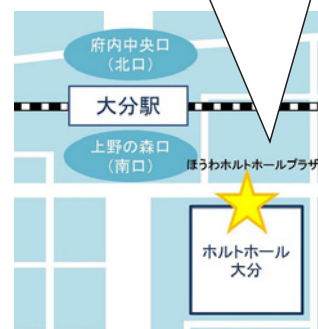 府内中央口
（北口）
大分駅
上野の森口
（南口）
ほうわホルトホールプラザ
ホルトホール
大分